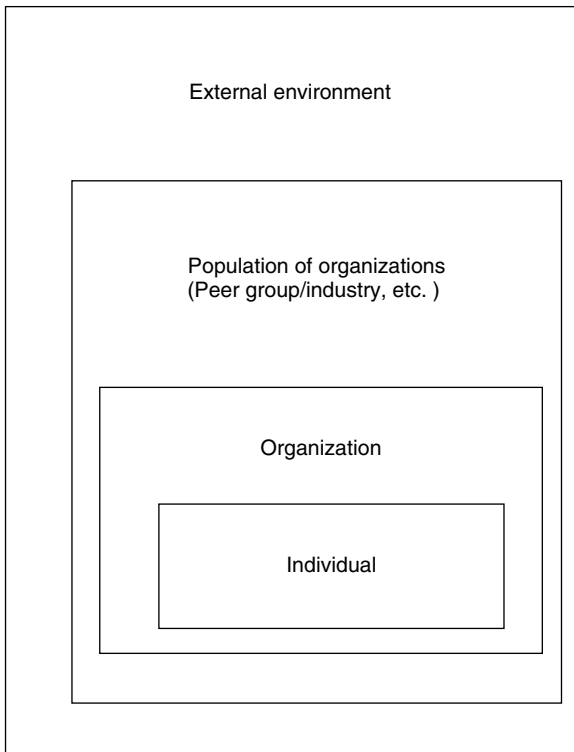 External environment
Population of organizations
(Peer group/industry, etc. )
Organization
Individual